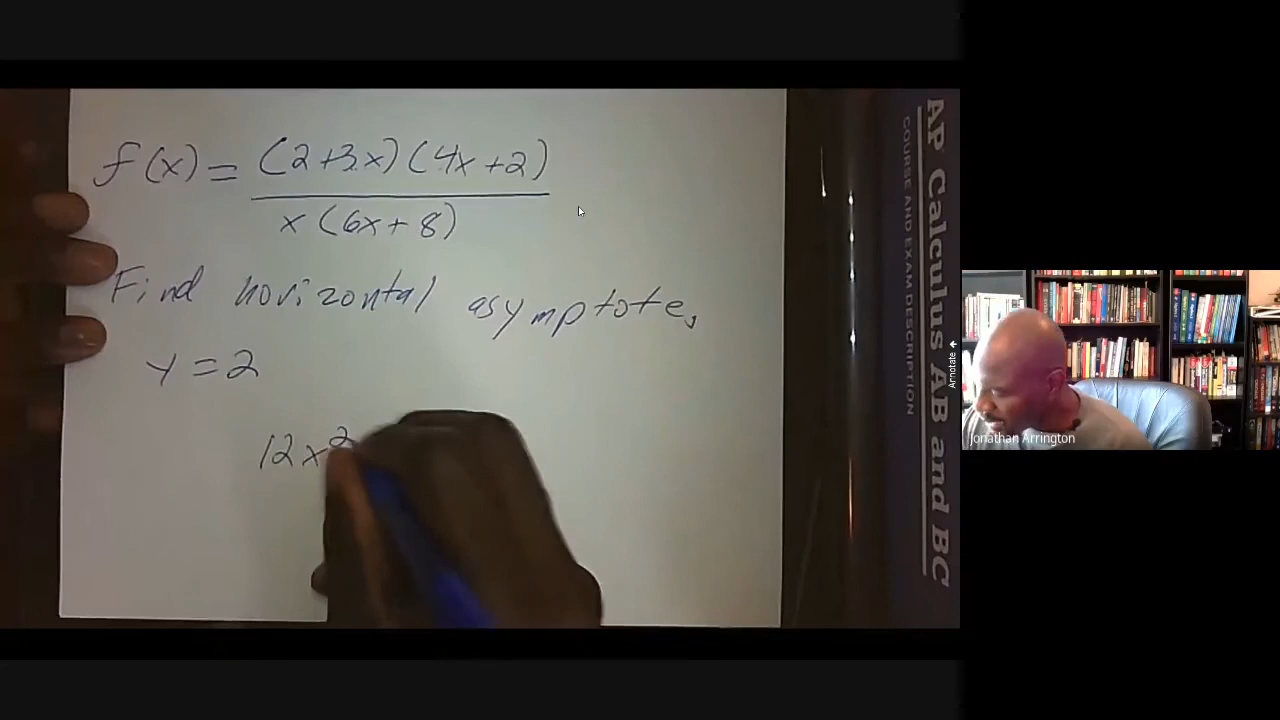 f(x) = (2+3x)(4x+2)
x(6x+8)
Find horizontal asymptote,
y = 2
12x²
AP Calculus AB and BC
COURSE AND EXAM DESCRIPTION
Annotate
Jonathan Arrington